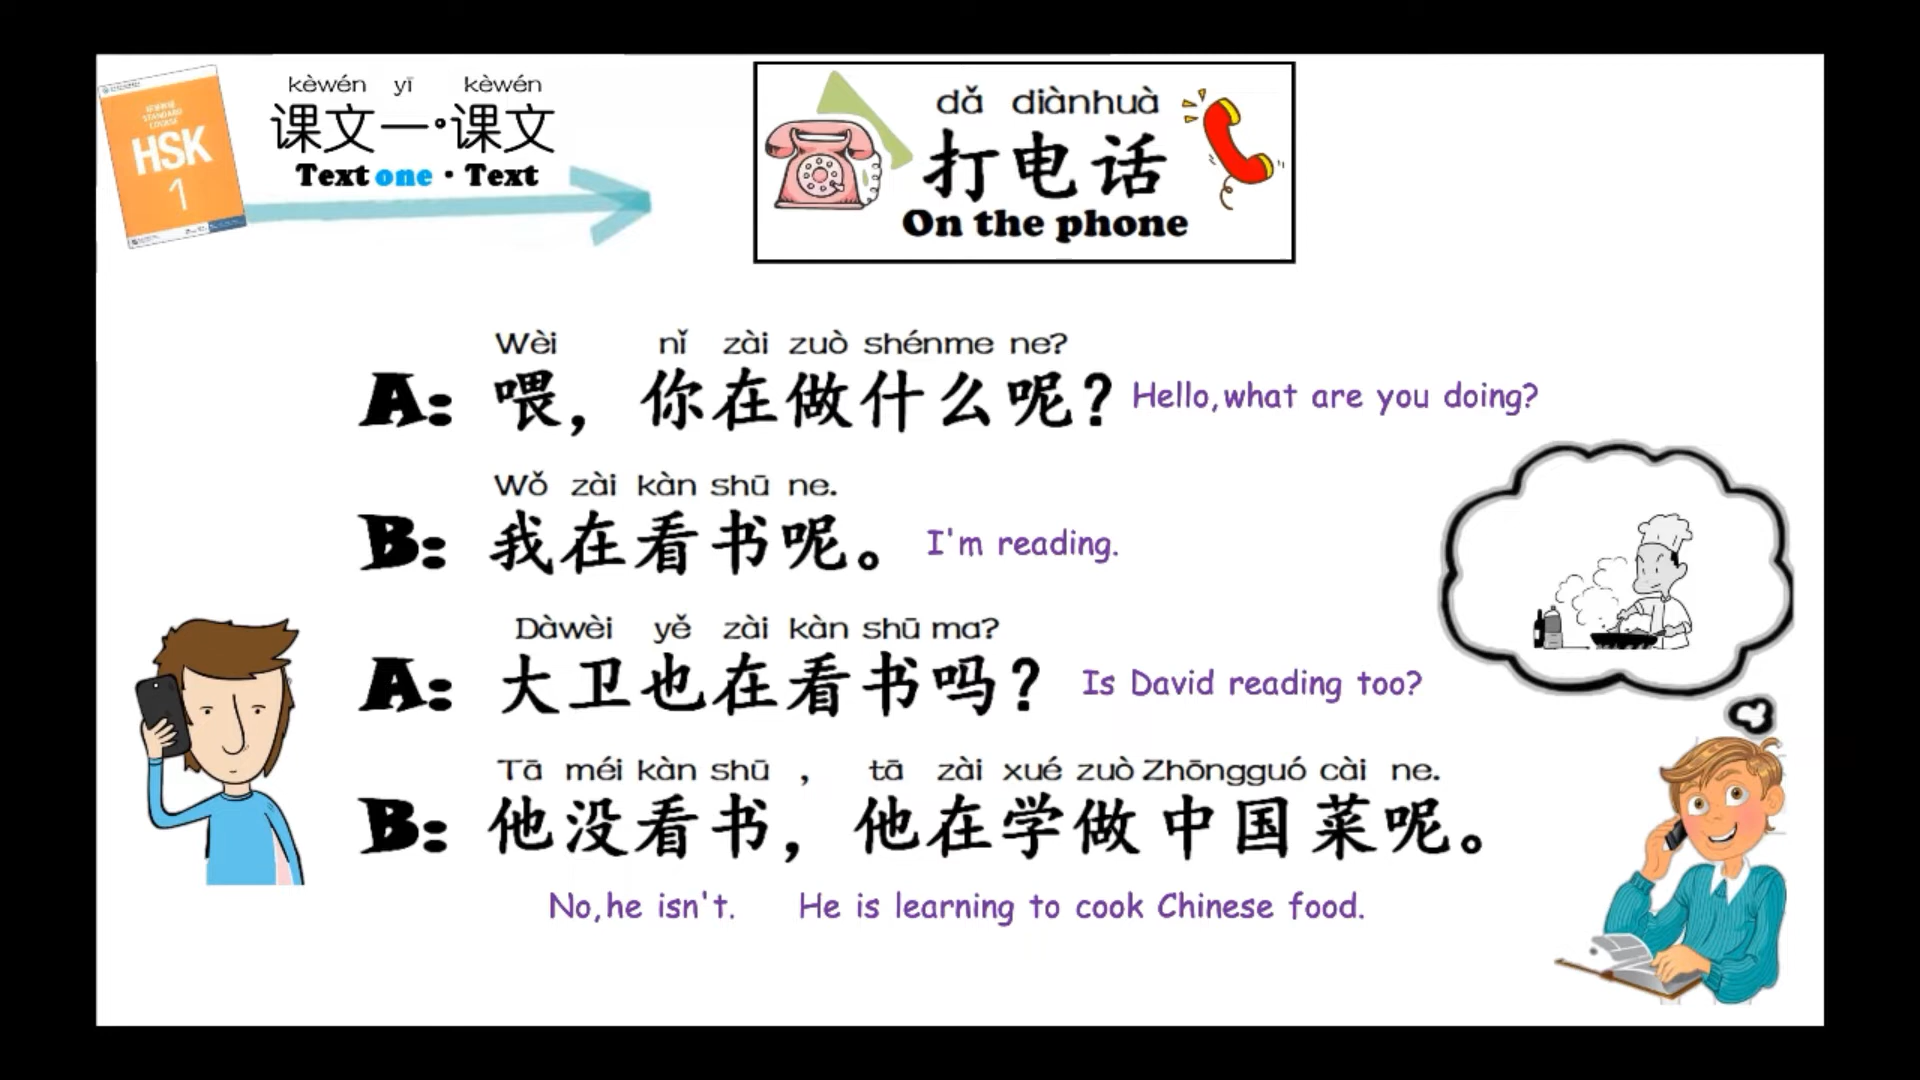 HSK
STANDARD
COURSE
HSK
1
kèwén yī kèwén
课文一·课文
Text one · Text
dǎ diànhuà
打电话
On the phone
Wèi nǐ zài zuò shénme ne?
A: 喂，你在做什么呢？ Hello,what are you doing?
Wǒ zài kàn shū ne.
B: 我在看书呢。 I'm reading.
Dàwèi yě zài kàn shū ma?
A: 大卫也在看书吗？ Is David reading too?
Tā méi kàn shū , tā zài xué zuò Zhōngguó cài ne.
B: 他没看书，他在学做中国菜呢。
No,he isn't. He is learning to cook Chinese food.